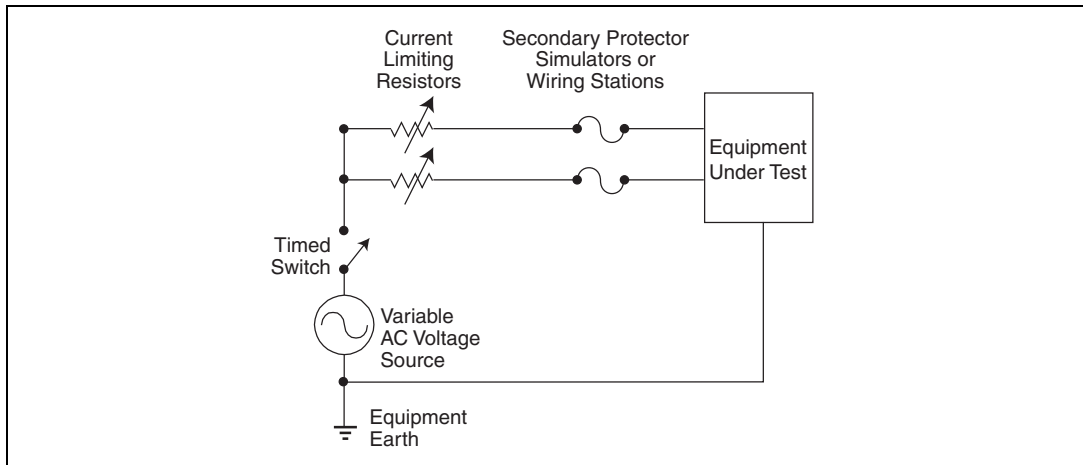 Current
Limiting
Resistors
Secondary Protector
Simulators or
Wiring Stations
Equipment
Under Test
Timed
Switch
Variable
AC Voltage
Source
Equipment
Earth